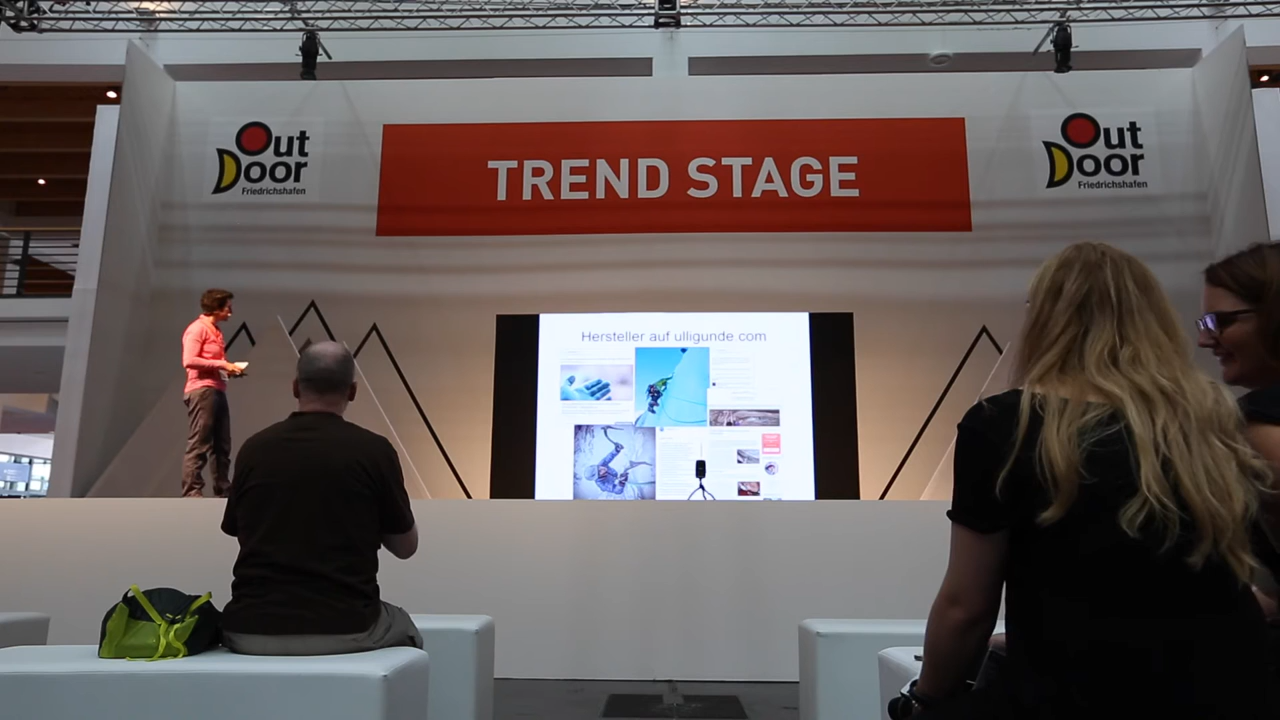 Out
Door
Friedrichshafen
TREND STAGE
Out
Door
Friedrichshafen
Hersteller auf ulligunde com